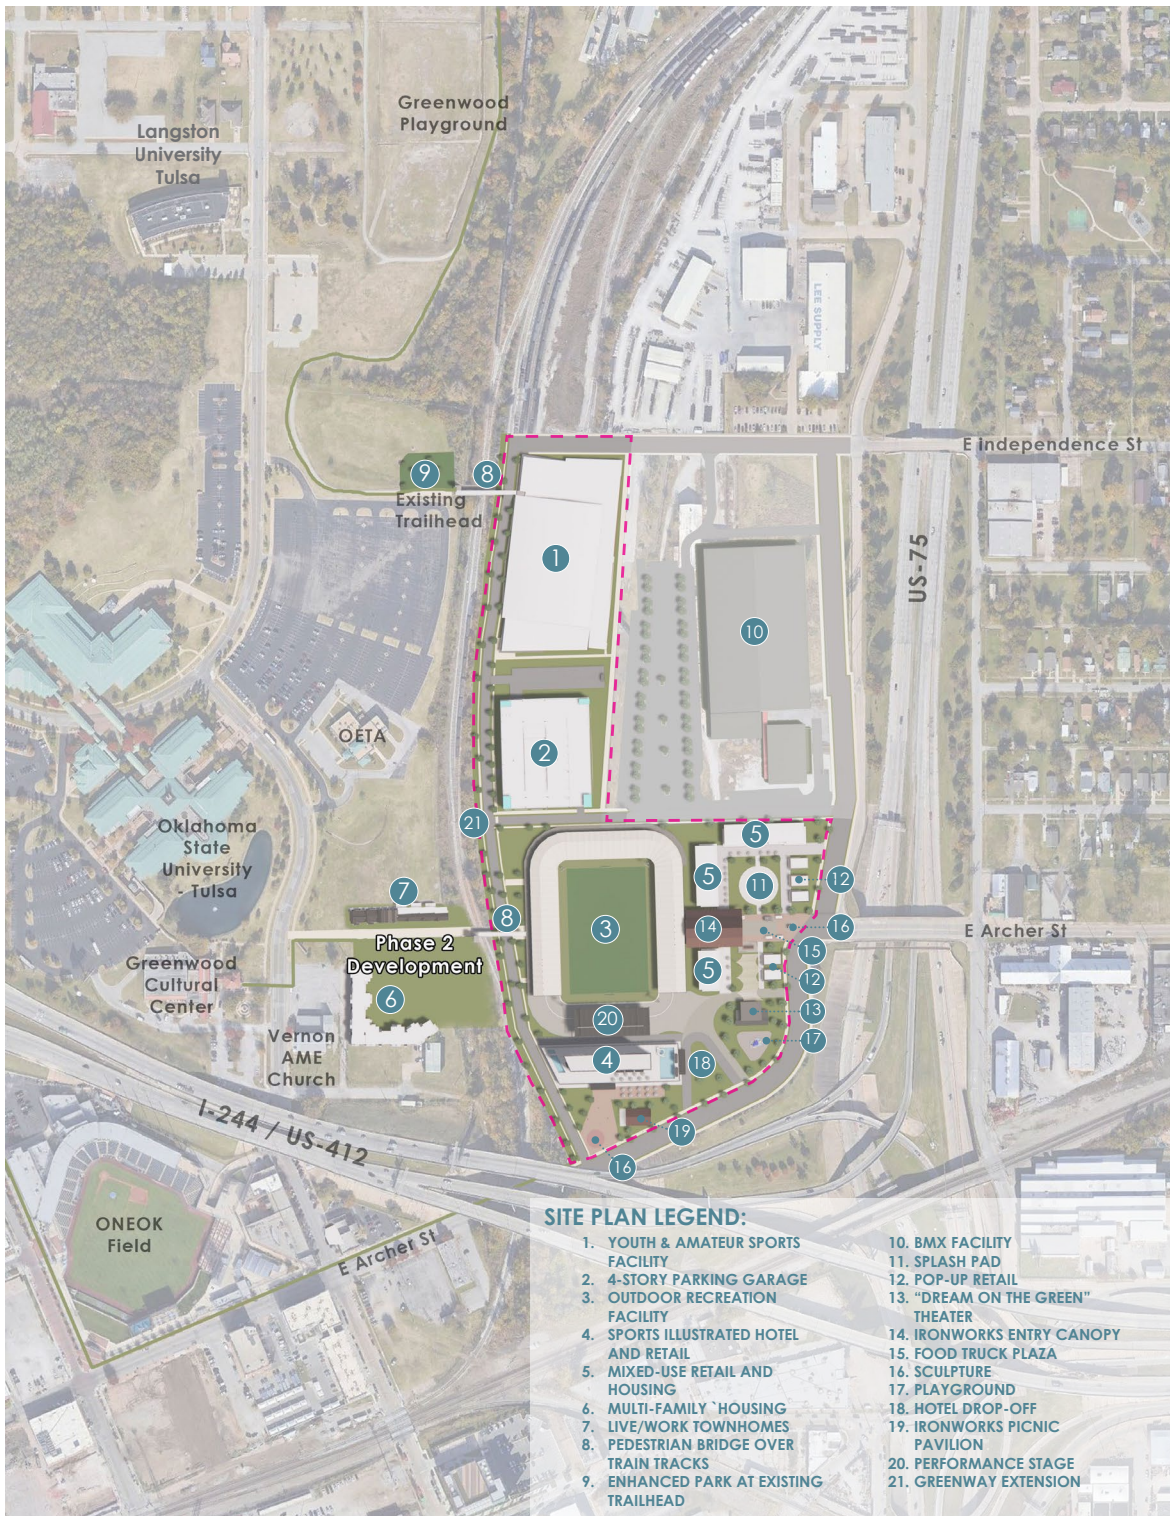 Greenwood
Playground
Langston
University
Tulsa
LEE SUPPLY
E Independence St
9
8
Existing
Trailhead
1
US-75
10
OETA
2
21
5
Oklahoma
State
University
- Tulsa
5
11
12
7
8
3
14
16
E Archer St
15
Phase 2
Development
5
12
Greenwood
Cultural
Center
6
13
20
17
Vernon
AME
Church
4
18
I-244 / US-412
19
16
ONEOK
Field
E Archer St
SITE PLAN LEGEND:
1. YOUTH & AMATEUR SPORTS
FACILITY
2. 4-STORY PARKING GARAGE
3. OUTDOOR RECREATION
FACILITY
4. SPORTS ILLUSTRATED HOTEL
AND RETAIL
5. MIXED-USE RETAIL AND
HOUSING
6. MULTI-FAMILY `HOUSING
7. LIVE/WORK TOWNHOMES
8. PEDESTRIAN BRIDGE OVER
TRAIN TRACKS
9. ENHANCED PARK AT EXISTING
TRAILHEAD
10. BMX FACILITY
11. SPLASH PAD
12. POP-UP RETAIL
13. “DREAM ON THE GREEN”
THEATER
14. IRONWORKS ENTRY CANOPY
15. FOOD TRUCK PLAZA
16. SCULPTURE
17. PLAYGROUND
18. HOTEL DROP-OFF
19. IRONWORKS PICNIC
PAVILION
20. PERFORMANCE STAGE
21. GREENWAY EXTENSION